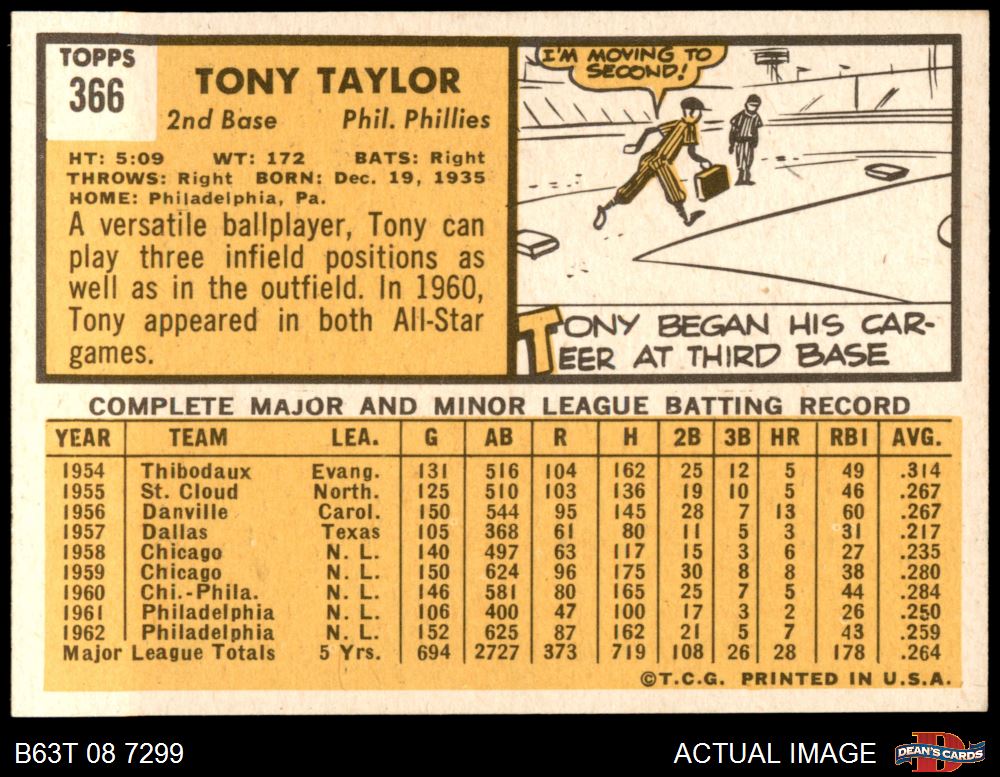 TOPPS
366
TONY TAYLOR
2nd Base Phil. Phillies
HT: 5:09 WT: 172 BATS: Right
THROWS: Right BORN: Dec. 19, 1935
HOME: Philadelphia, Pa.
A versatile ballplayer, Tony can
play three infield positions as
well as in the outfield. In 1960,
Tony appeared in both All-Star
games.
I'M MOVING TO
SECOND!
TONY BEGAN HIS CAR-
EER AT THIRD BASE
COMPLETE MAJOR AND MINOR LEAGUE BATTING RECORD
YEAR TEAM LEA. G AB R H 2B 3B HR RBI AVG.
1954 Thibodaux Evang. 131 516 104 162 25 12 5 49 .314
1955 St. Cloud North. 125 510 103 136 19 10 5 46 .267
1956 Danville Carol. 150 544 95 145 28 7 13 60 .267
1957 Dallas Texas 105 368 61 80 11 5 3 31 .217
1958 Chicago N. L. 140 497 63 117 15 3 6 27 .235
1959 Chicago N. L. 150 624 96 175 30 8 8 38 .280
1960 Chi.-Phila. N. L. 146 581 80 165 25 7 5 44 .284
1961 Philadelphia N. L. 106 400 47 100 17 3 2 26 .250
1962 Philadelphia N. L. 152 625 87 162 21 5 7 43 .259
Major League Totals 5 Yrs. 694 2727 373 719 108 26 28 178 .264
©T.C.G. PRINTED IN U.S.A.
B63T 08 7299
ACTUAL IMAGE
DEAN'S CARDS